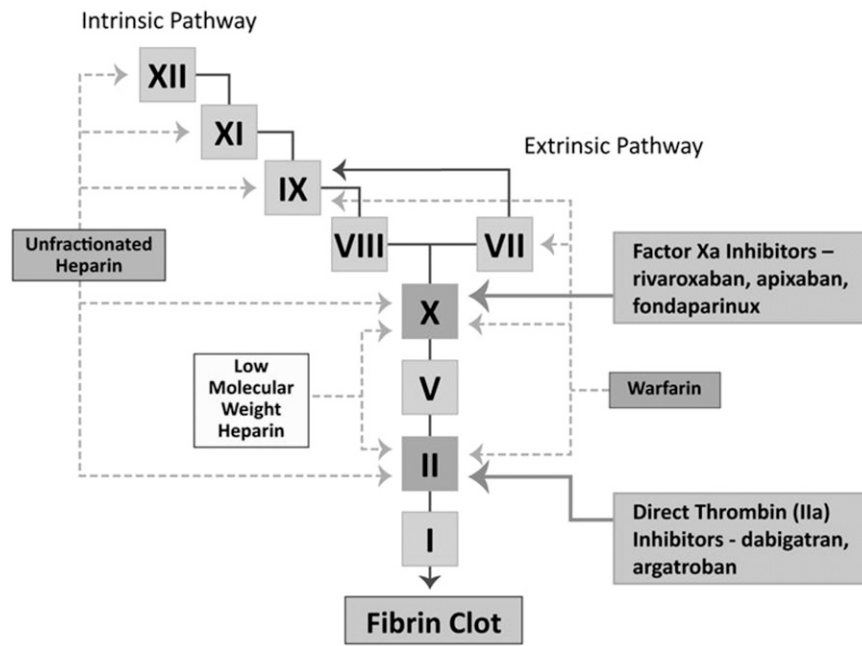 Intrinsic Pathway
XII
XI
Extrinsic Pathway
IX
VIII
VII
Unfractionated
Heparin
Factor Xa Inhibitors –
rivaroxaban, apixaban,
fondaparinux
X
Low
Molecular
Weight
Heparin
V
Warfarin
II
Direct Thrombin (IIa)
Inhibitors - dabigatran,
argatroban
I
Fibrin Clot